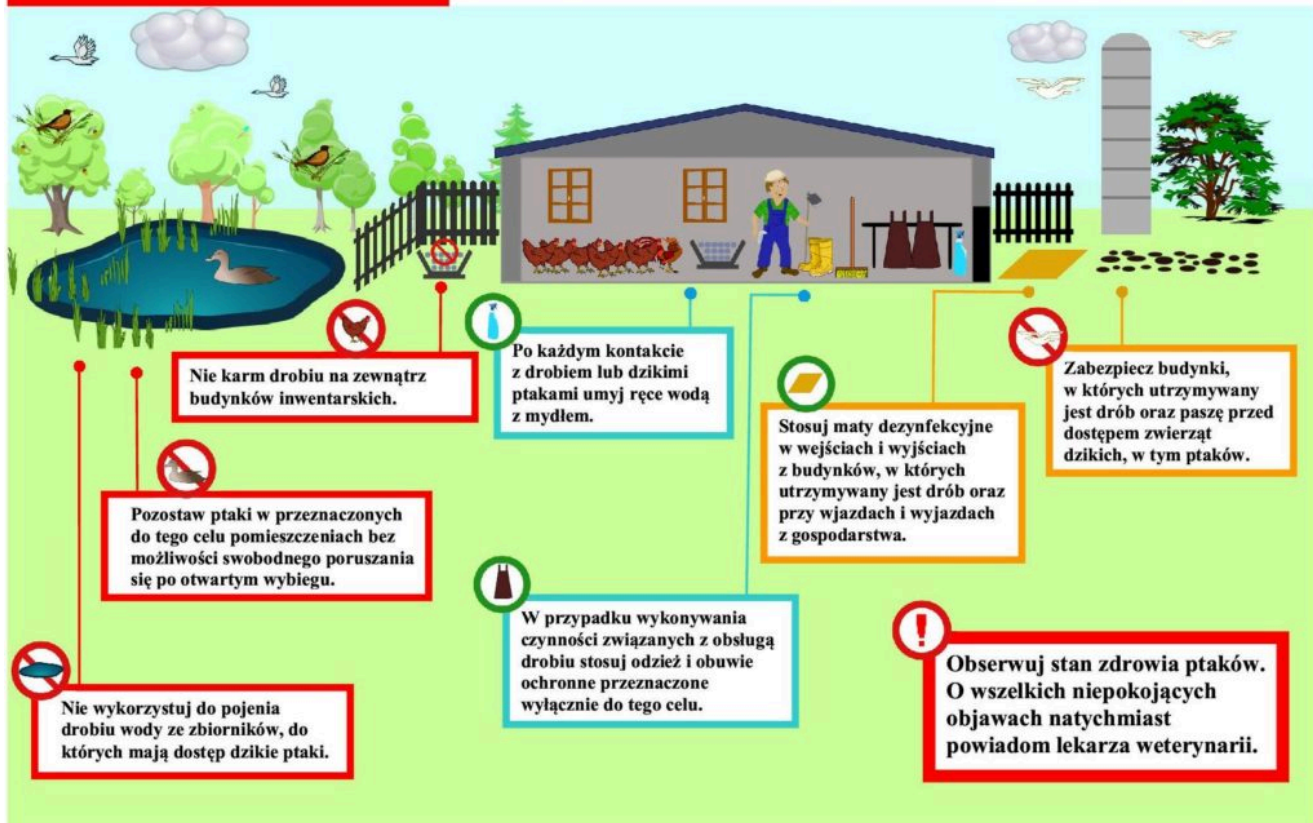 Nie karm drobiu na zewnątrz
budynków inwentarskich.
Po każdym kontakcie
z drobiem lub dzikimi
ptakami umyj ręce wodą
z mydłem.
Stosuj maty dezynfekcyjne
w wejściach i wyjściach
z budynków, w których
utrzymywany jest drób oraz
przy wjazdach i wyjazdach
z gospodarstwa.
Zabezpiecz budynki,
w których utrzymywany
jest drób oraz paszę przed
dostępem zwierząt
dzikich, w tym ptaków.
Pozostaw ptaki w przeznaczonych
do tego celu pomieszczeniach bez
możliwości swobodnego poruszania
się po otwartym wybiegu.
W przypadku wykonywania
czynności związanych z obsługą
drobiu stosuj odzież i obuwie
ochronne przeznaczone
wyłącznie do tego celu.
Nie wykorzystuj do pojenia
drobiu wody ze zbiorników, do
których mają dostęp dzikie ptaki.
!
Obserwuj stan zdrowia ptaków.
O wszelkich niepokojących
objawach natychmiast
powiadom lekarza weterynarii.